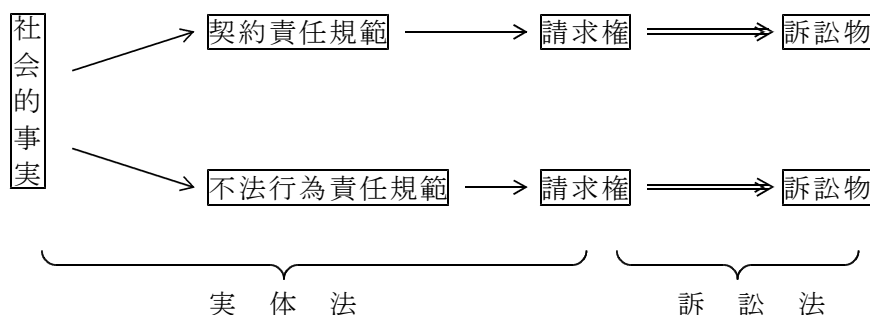 社会的事実
契約責任規範 請求権 訴訟物
不法行為責任規範 請求権 訴訟物
実体法 訴訟法